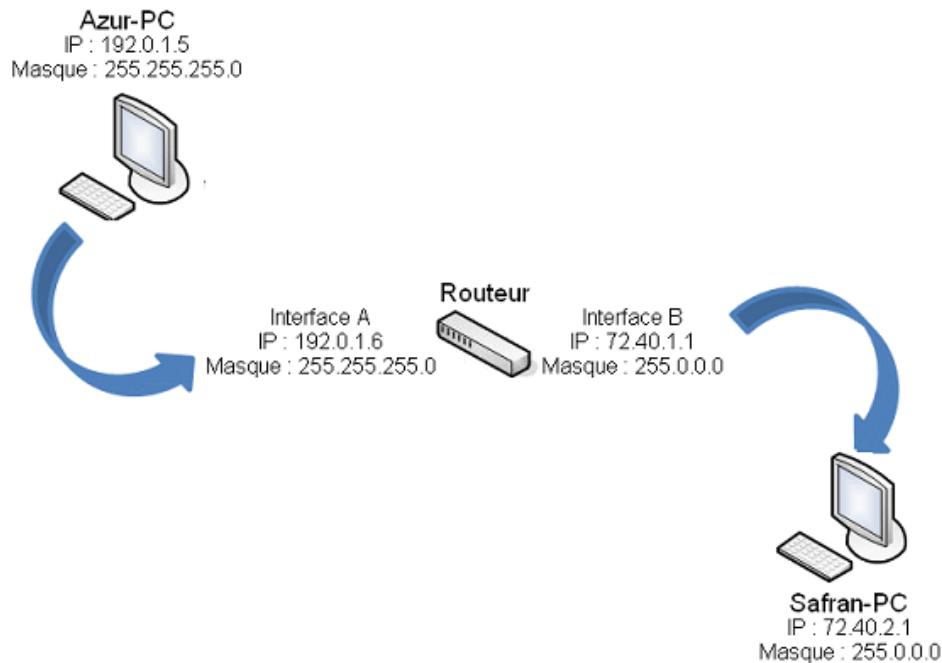 Azur-PC
IP : 192.0.1.5
Masque : 255.255.255.0
Routeur
Interface A
IP : 192.0.1.6
Masque : 255.255.255.0
Interface B
IP : 72.40.1.1
Masque : 255.0.0.0
Safran-PC
IP : 72.40.2.1
Masque : 255.0.0.0